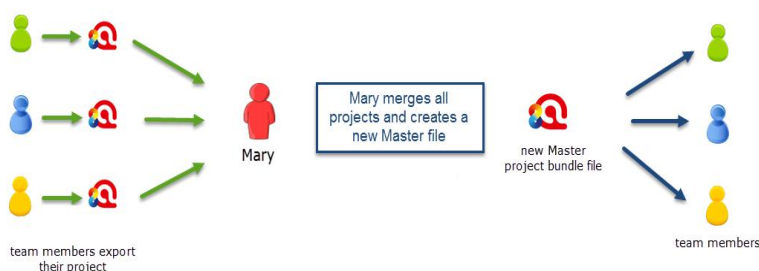 Mary
Mary merges all
projects and creates a
new Master file
new Master
project bundle file
team members export
their project
team members